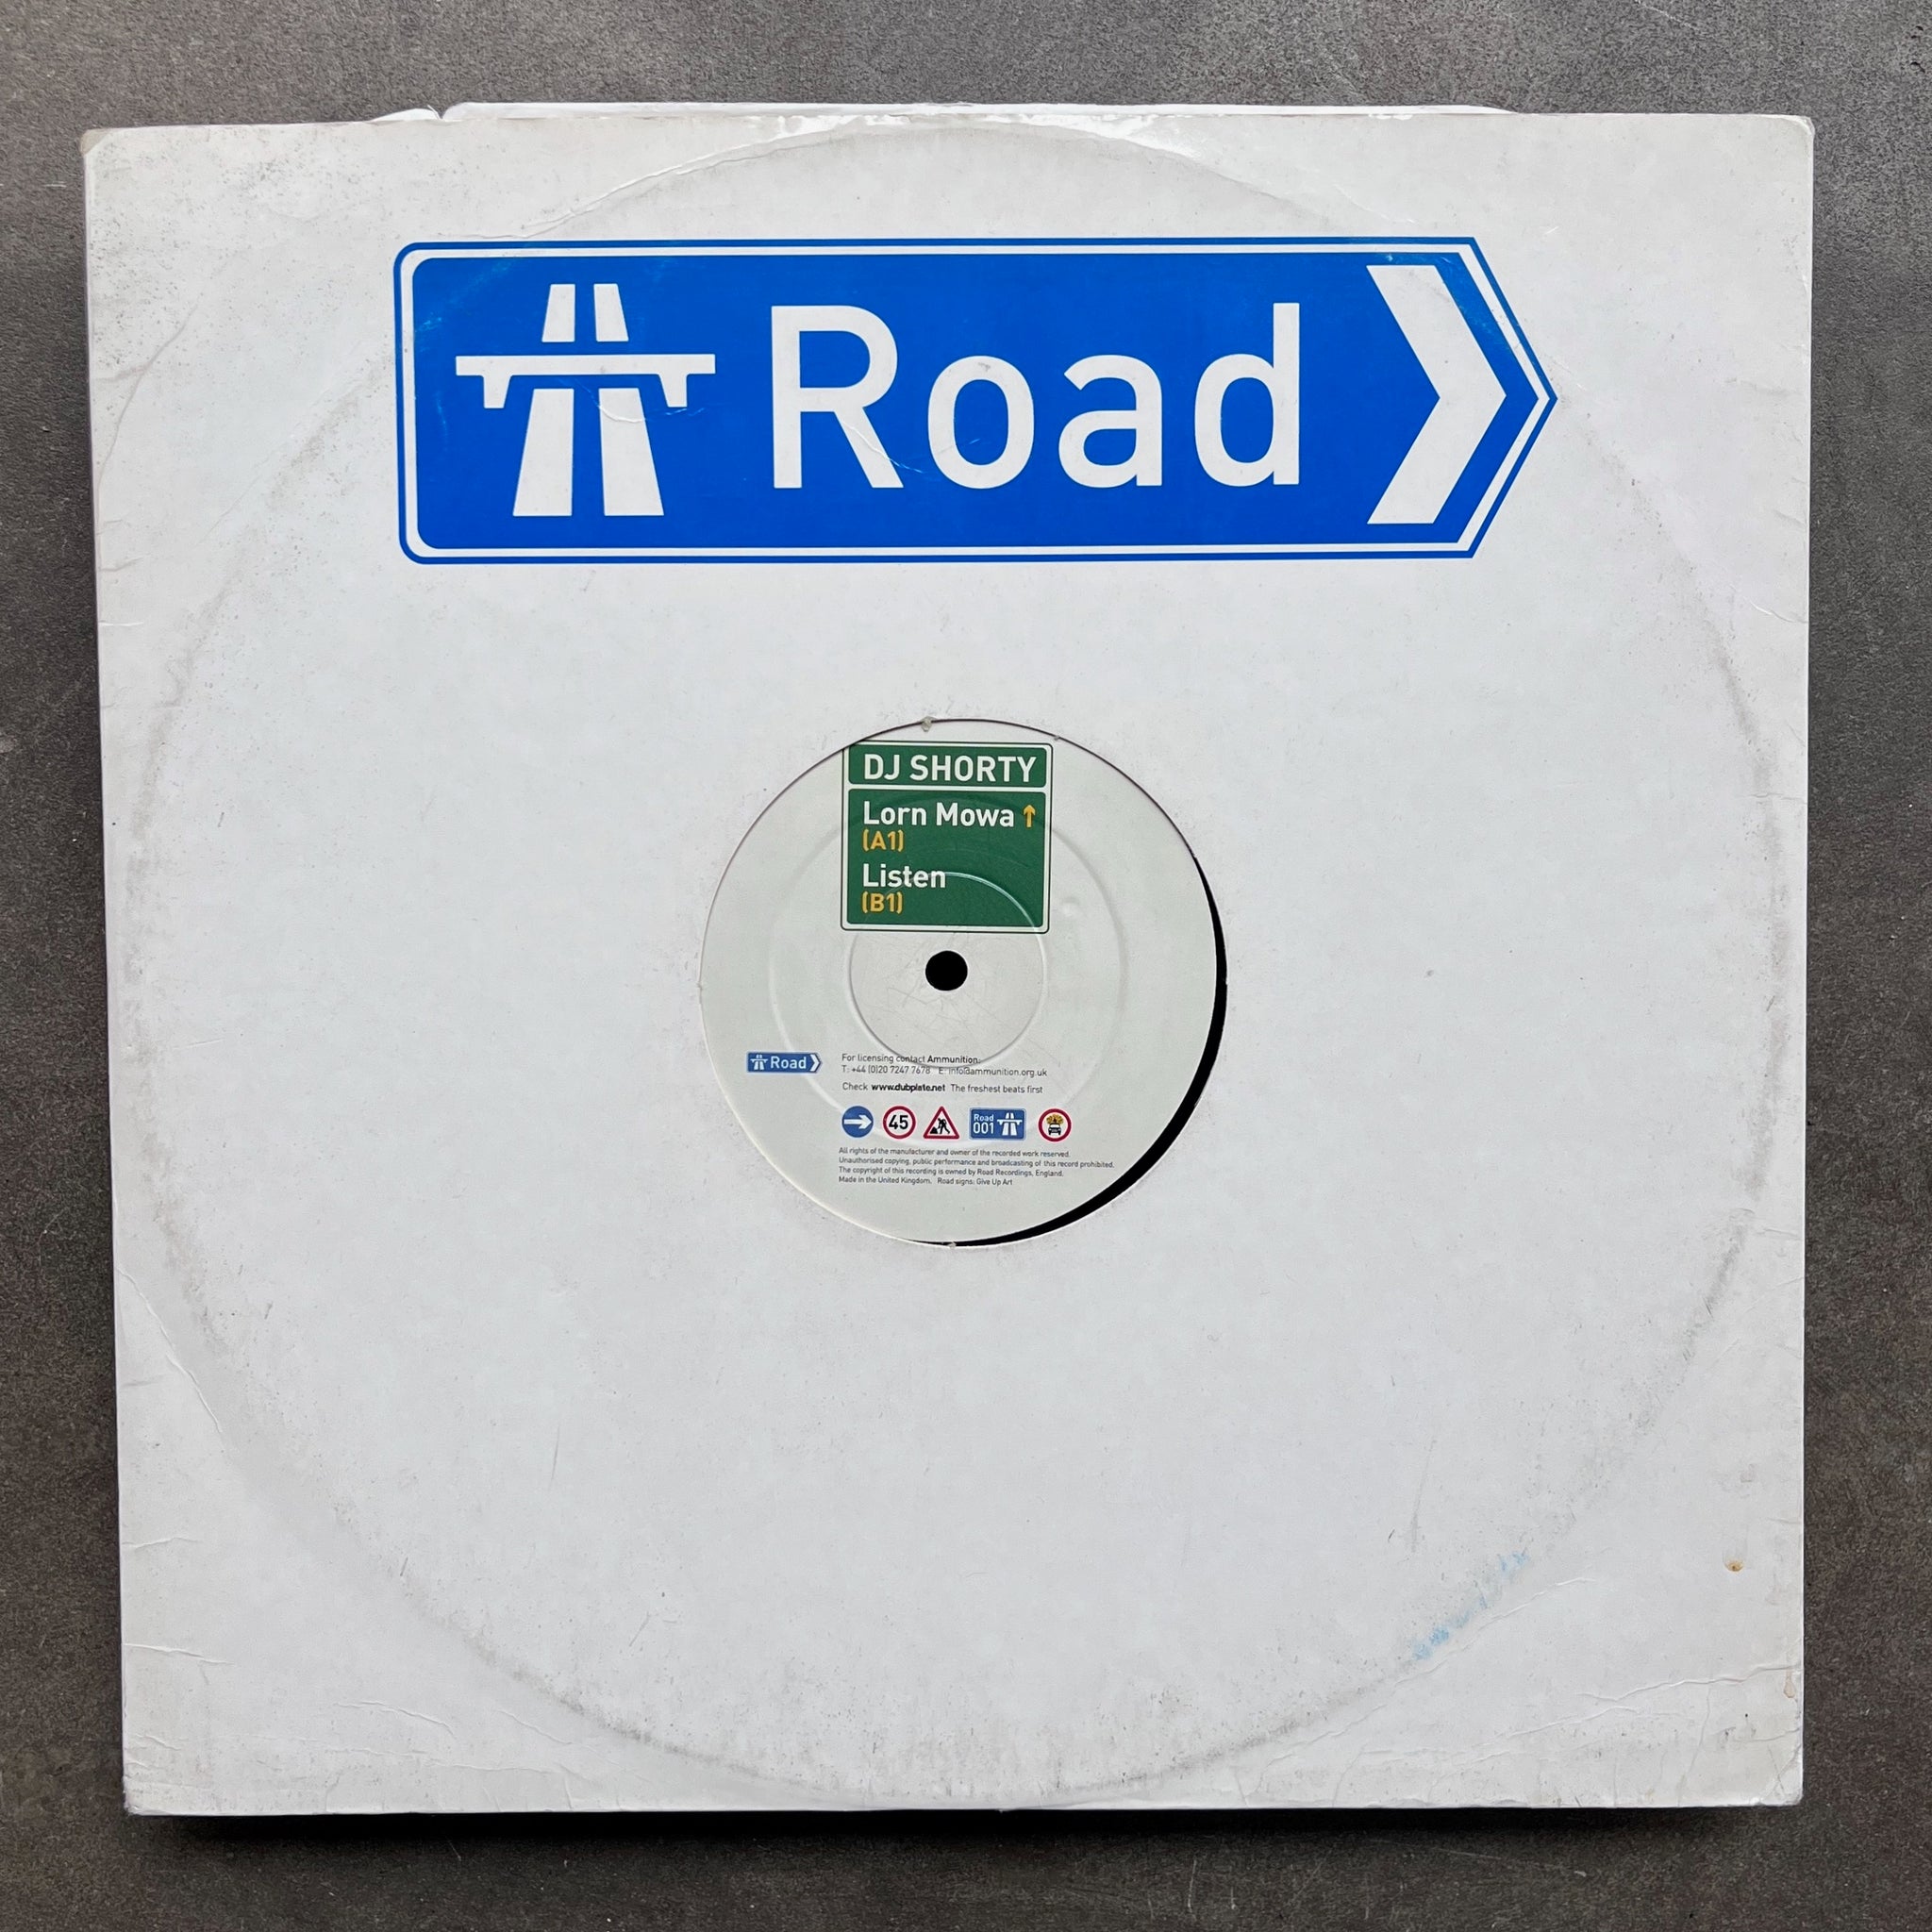 Road
DJ SHORTY
Lorn Mowa ↑
(A1)
Listen
(B1)
Road
For licensing contact Ammunition:
T: +44 (0)20 7247 7678 E: info@ammunition.org.uk
Check www.dubplate.net The freshest beats first
45
Road
001
All rights of the manufacturer and owner of the recorded work reserved.
Unauthorised copying, public performance and broadcasting of this record prohibited.
The copyright of this recording is owned by Road Recordings, England.
Made in the United Kingdom. Road signs: Give Up Art